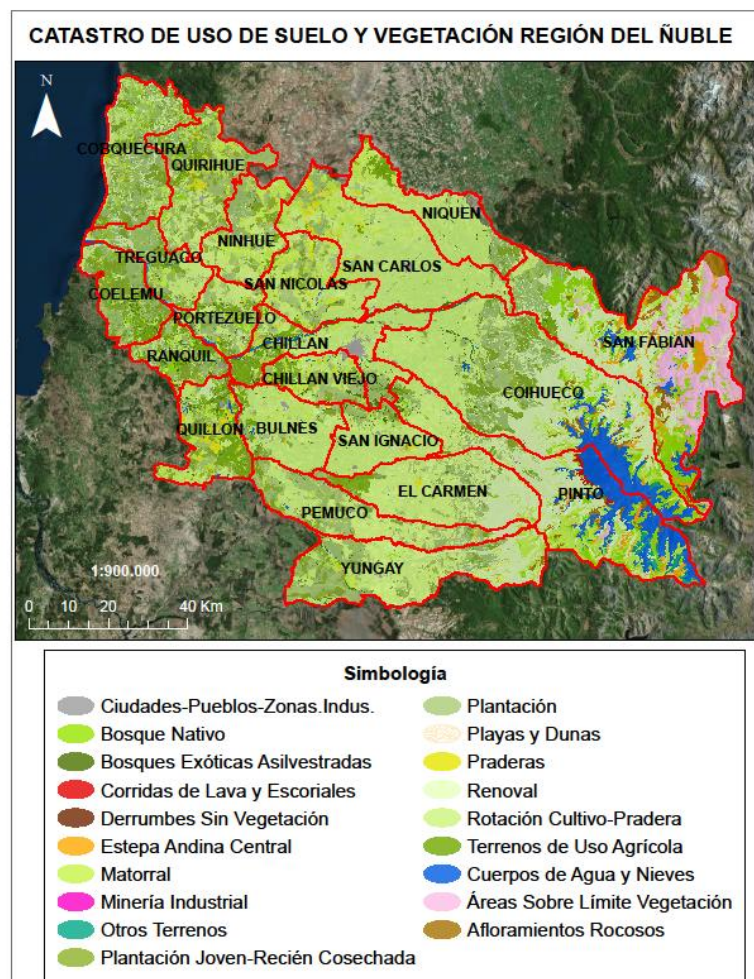 CATASTRO DE USO DE SUELO Y VEGETACIÓN REGIÓN DEL ÑUBLE
N
COBQUECURA
QUIRIHUE
NIQUEN
NINHUE
TREGUACO
SAN CARLOS
SAN NICOLAS
COELEMU
PORTEZUELO
CHILLAN
SAN FABIAN
RANQUIL
CHILLAN VIEJO
COIHUECO
QUILLON
BULNES
SAN IGNACIO
EL CARMEN
PINTO
PEMUCO
YUNGAY
1:900.000
0 10 20 40 Km
Simbología
Ciudades-Pueblos-Zonas.Indus.
Bosque Nativo
Bosques Exóticas Asilvestradas
Corridas de Lava y Escoriales
Derrumbes Sin Vegetación
Estepa Andina Central
Matorral
Minería Industrial
Otros Terrenos
Plantación Joven-Recién Cosechada
Plantación
Playas y Dunas
Praderas
Renoval
Rotación Cultivo-Pradera
Terrenos de Uso Agrícola
Cuerpos de Agua y Nieves
Áreas Sobre Límite Vegetación
Afloramientos Rocosos